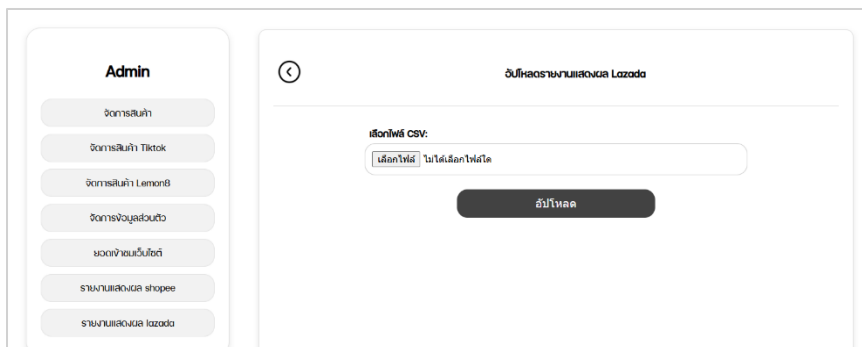 Admin
จัดการสินค้า
จัดการสินค้า Tiktok
จัดการสินค้า Lemon8
จัดการข้อมูลส่วนตัว
ยอดเข้าชมเว็บไซต์
รายงานแสดงผล shopee
รายงานแสดงผล lazada
อัปโหลดรายงานแสดงผล Lazada
เลือกไฟล์ CSV:
เลือกไฟล์ ไม่ได้เลือกไฟล์ใด
อัปโหลด